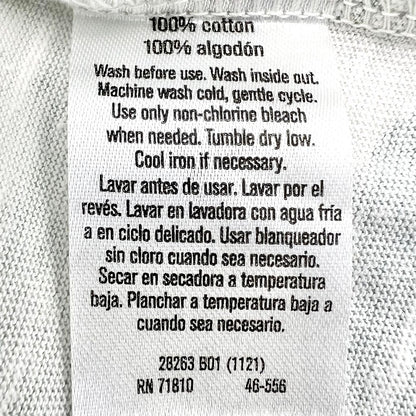 100% cotton
100% algodón
Wash before use. Wash inside out.
Machine wash cold, gentle cycle.
Use only non-chlorine bleach
when needed. Tumble dry low.
Cool iron if necessary.
Lavar antes de usar. Lavar por el
revés. Lavar en lavadora con agua fría
a en ciclo delicado. Usar blanqueador
sin cloro cuando sea necesario.
Secar en secadora a temperatura
baja. Planchar a temperatura baja a
cuando sea necesario.
28263 B01 (1121)
RN 71810 46-556